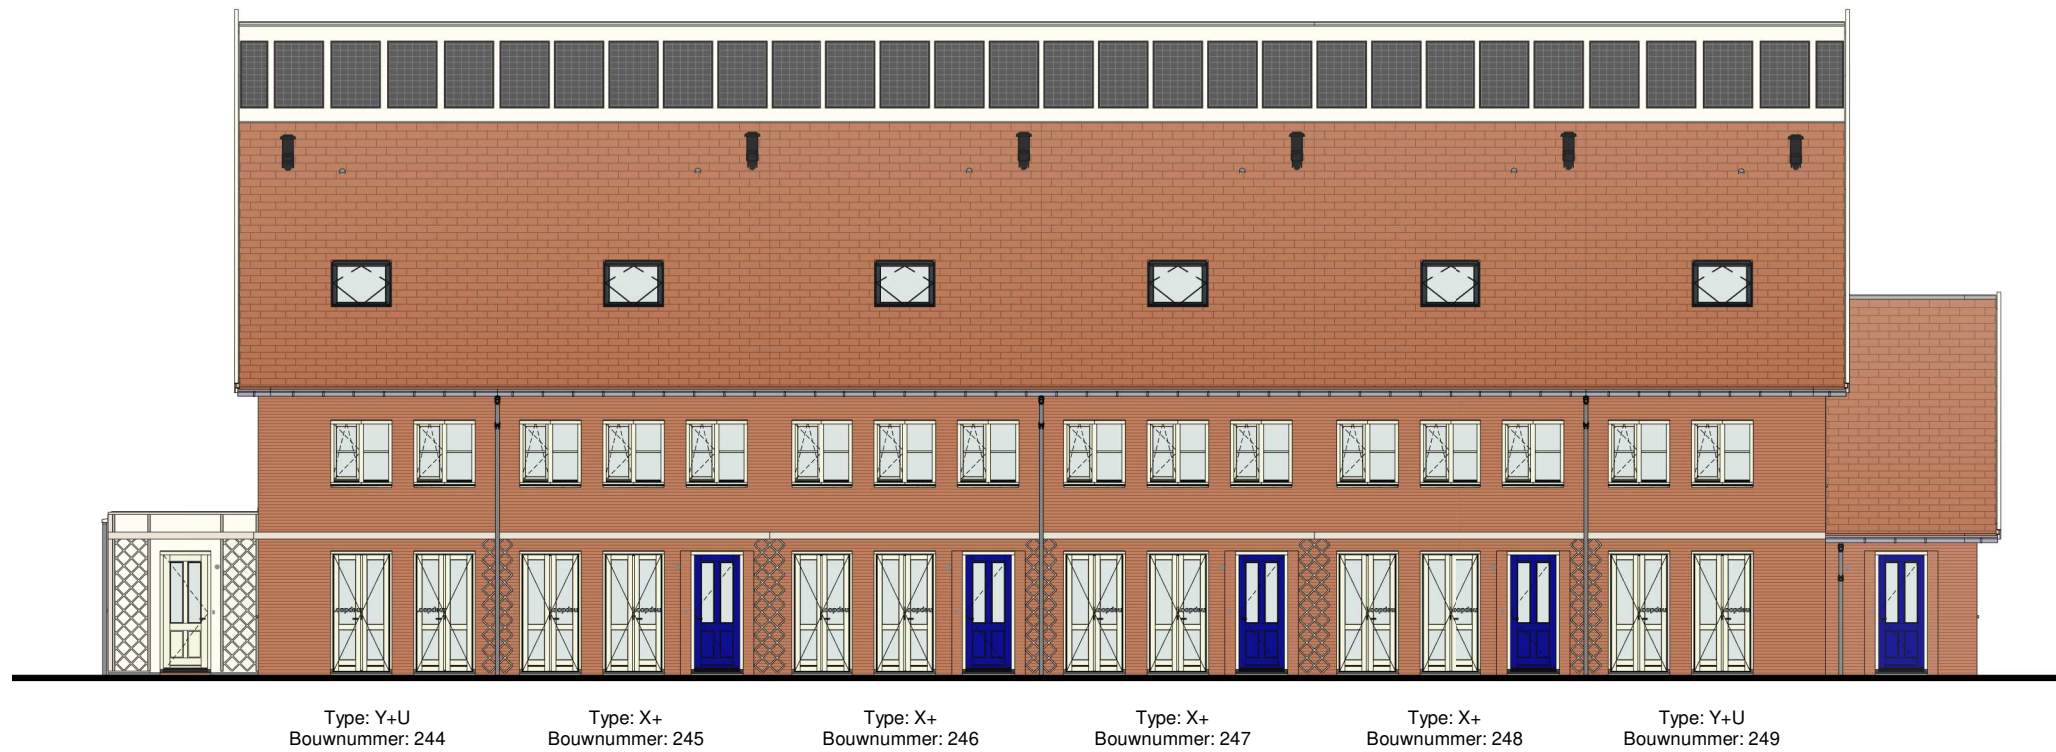 Type: Y+U
Bouwnummer: 244
Type: X+
Bouwnummer: 245
Type: X+
Bouwnummer: 246
Type: X+
Bouwnummer: 247
Type: X+
Bouwnummer: 248
Type: Y+U
Bouwnummer: 249